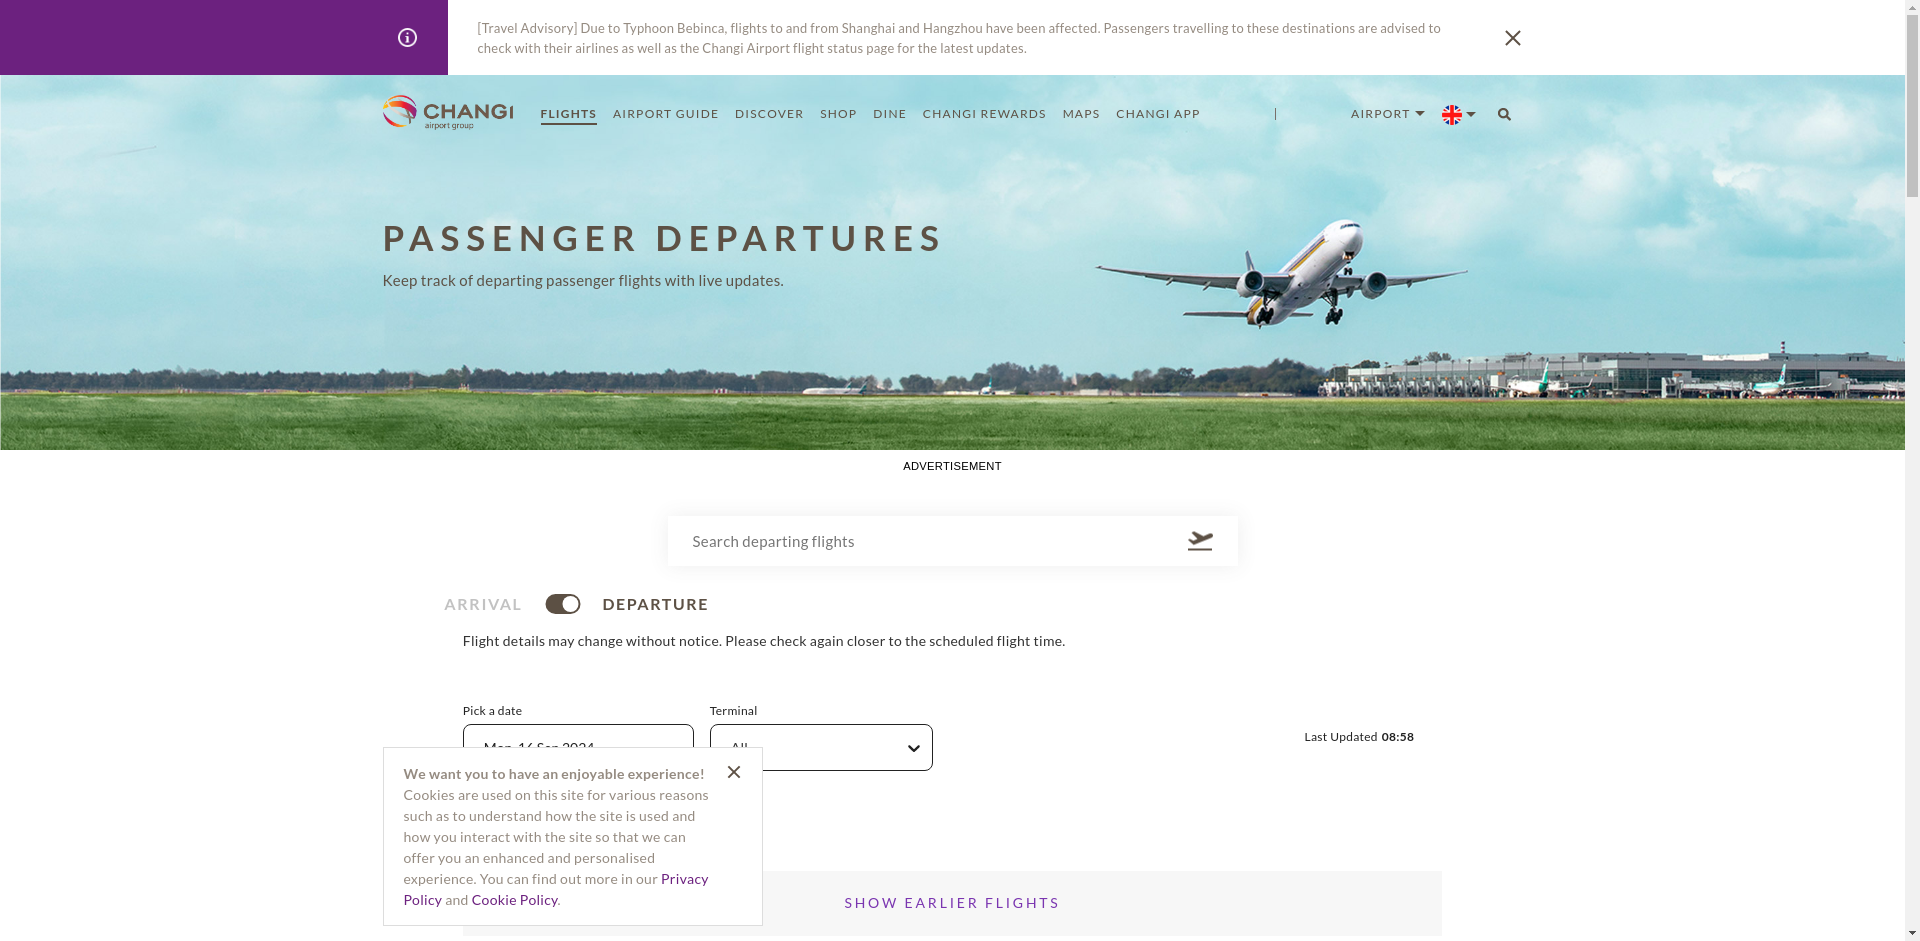 [Travel Advisory] Due to Typhoon Bebinca, flights to and from Shanghai and Hangzhou have been affected. Passengers travelling to these destinations are advised to
check with their airlines as well as the Changi Airport flight status page for the latest updates.
CHANGI
airport group
FLIGHTS
AIRPORT GUIDE
DISCOVER
SHOP
DINE
CHANGI REWARDS
MAPS
CHANGI APP
AIRPORT
PASSENGER DEPARTURES
Keep track of departing passenger flights with live updates.
ADVERTISEMENT
Search departing flights
ARRIVAL
DEPARTURE
Flight details may change without notice. Please check again closer to the scheduled flight time.
Pick a date
Terminal
Mon, 16 Sep 2024
All
Last Updated 08:58
We want you to have an enjoyable experience!
Cookies are used on this site for various reasons
such as to understand how the site is used and
how you interact with the site so that we can
offer you an enhanced and personalised
experience. You can find out more in our Privacy
Policy and Cookie Policy.
SHOW EARLIER FLIGHTS